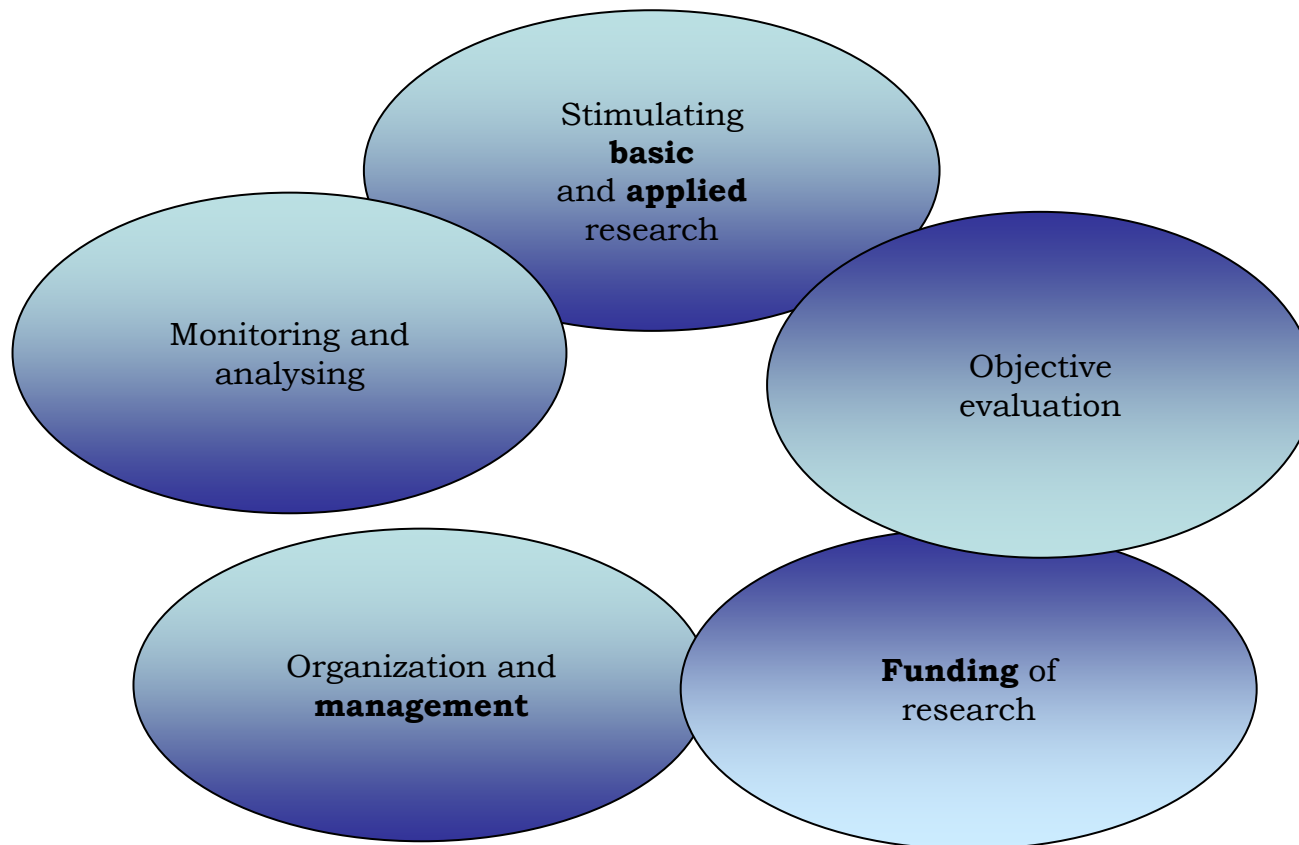 Stimulating
basic
and applied
research
Monitoring and
analysing
Objective
evaluation
Organization and
management
Funding of
research